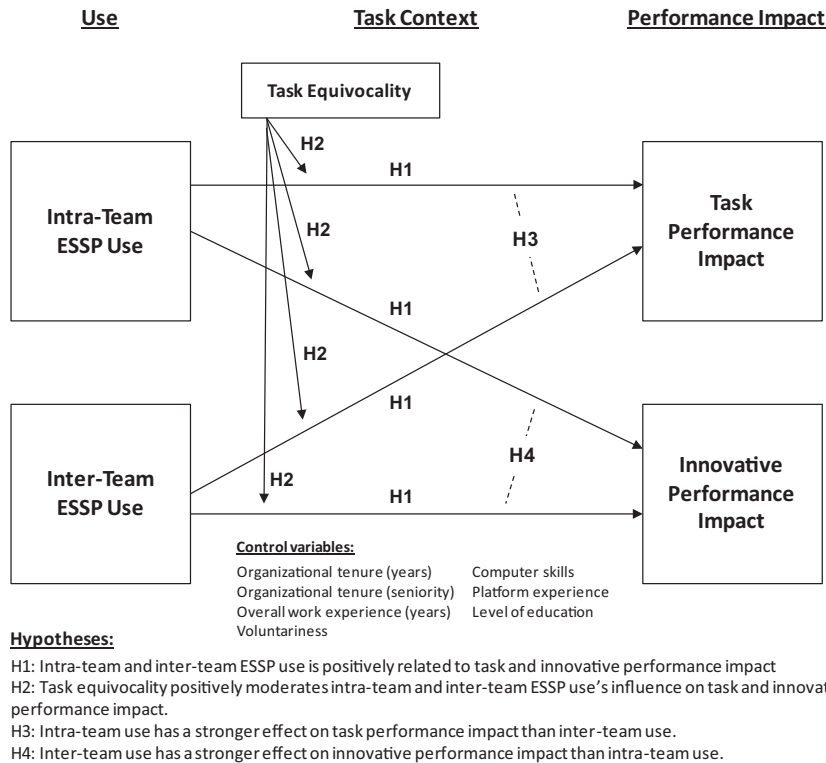 Use
Task Context
Performance Impact
Task Equivocality
H2
H1
Intra-Team
ESSP Use
H2
H3
Task
Performance
Impact
H1
H2
H1
Inter-Team
ESSP Use
H4
H2
H1
Innovative
Performance
Impact
Control variables:
Organizational tenure (years)
Organizational tenure (seniority)
Overall work experience (years)
Voluntariness
Computer skills
Platform experience
Level of education
Hypotheses:
H1: Intra-team and inter-team ESSP use is positively related to task and innovative performance impact
H2: Task equivocality positively moderates intra-team and inter-team ESSP use's influence on task and innovat
performance impact.
H3: Intra-team use has a stronger effect on task performance impact than inter-team use.
H4: Inter-team use has a stronger effect on innovative performance impact than intra-team use.